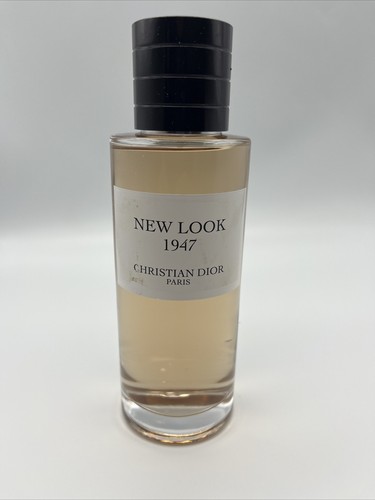 NEW LOOK
1947
CHRISTIAN DIOR
PARIS